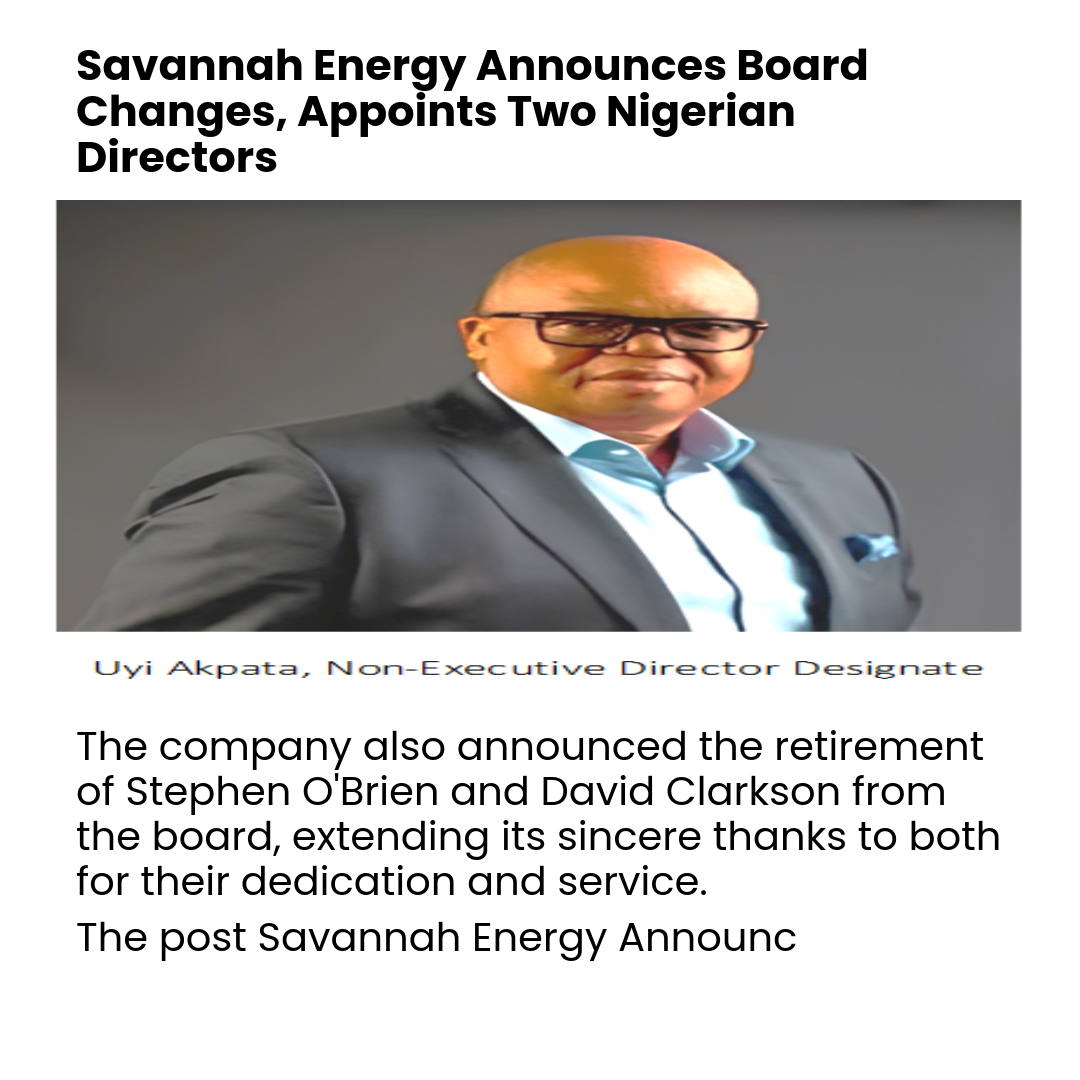 Savannah Energy Announces Board
Changes, Appoints Two Nigerian
Directors
Uyi Akpata, Non-Executive Director Designate
The company also announced the retirement
of Stephen O'Brien and David Clarkson from
the board, extending its sincere thanks to both
for their dedication and service.
The post Savannah Energy Announc